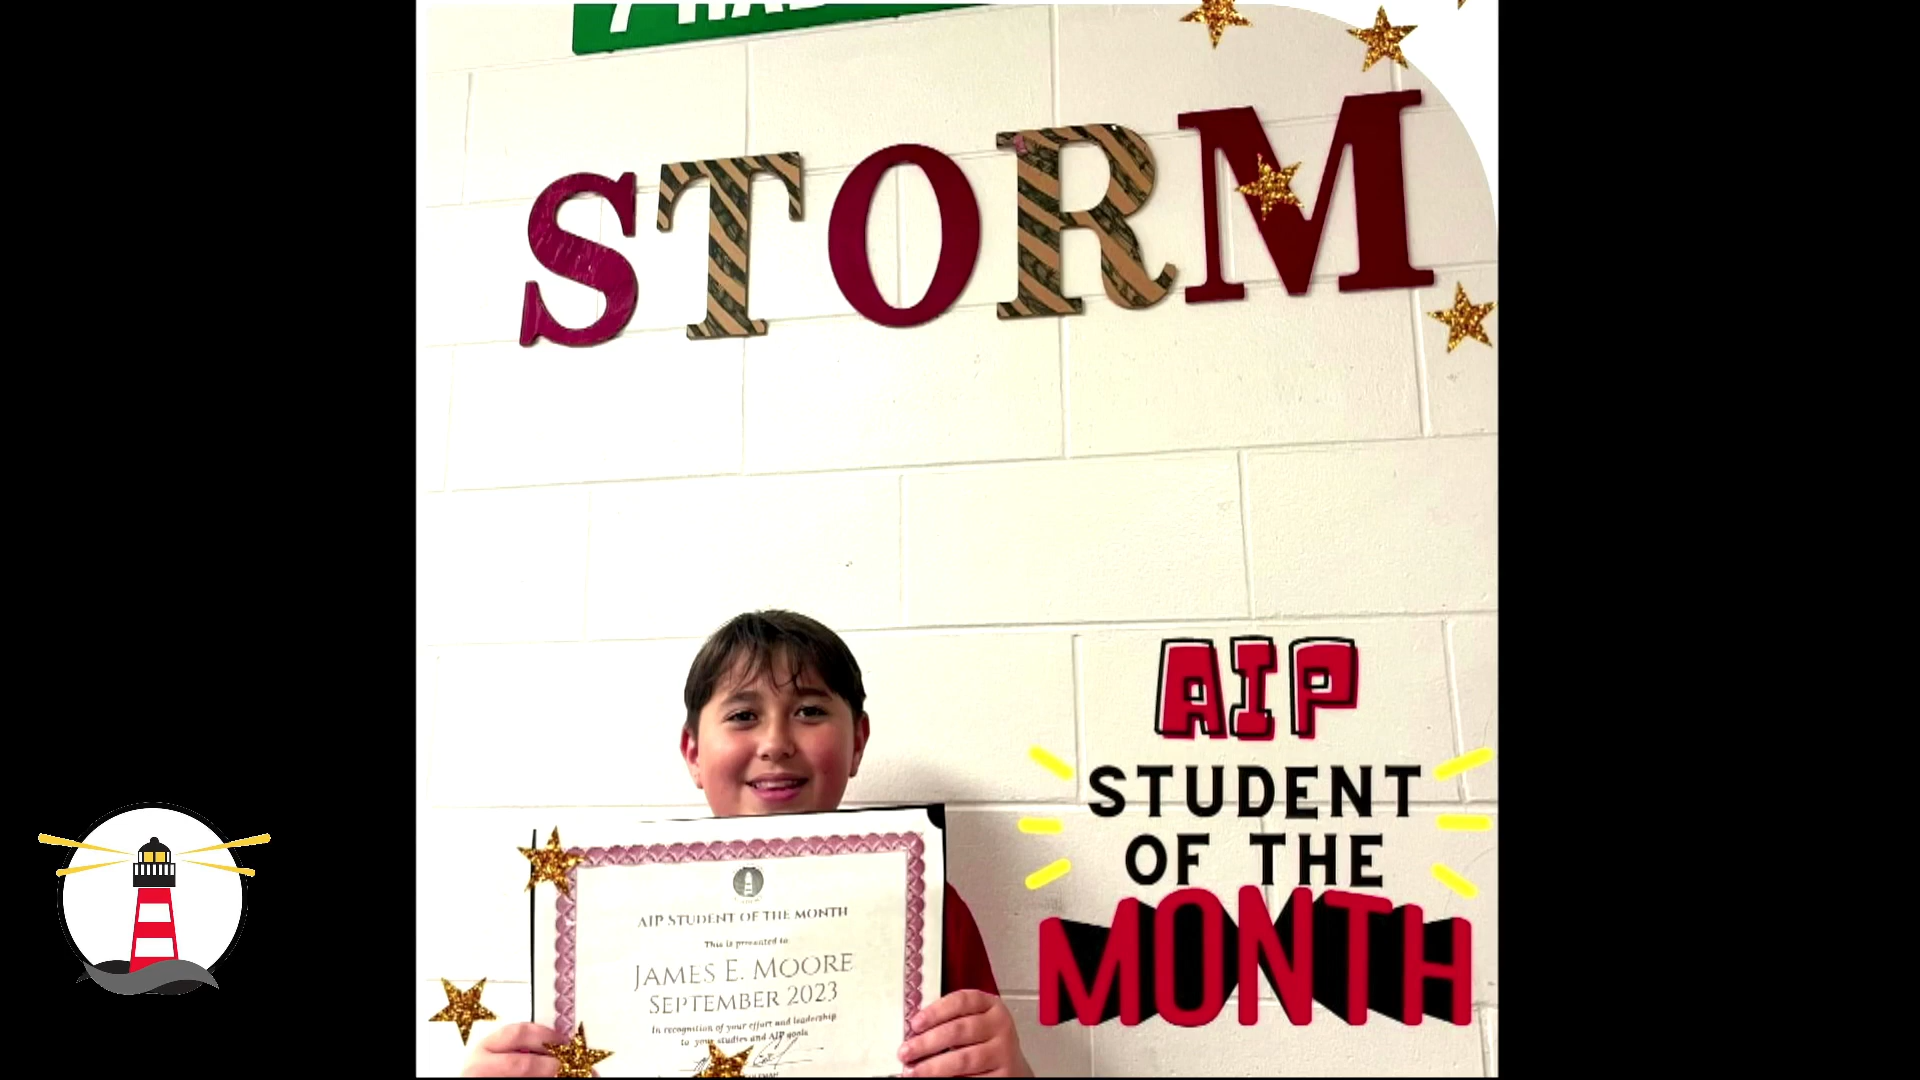 STORM
AIP
STUDENT
OF THE
MONTH
AIP STUDENT OF THE MONTH
This is presented to
JAMES E. MOORE
SEPTEMBER 2023
In recognition of your effort and leadership
to your studies and AIP goals